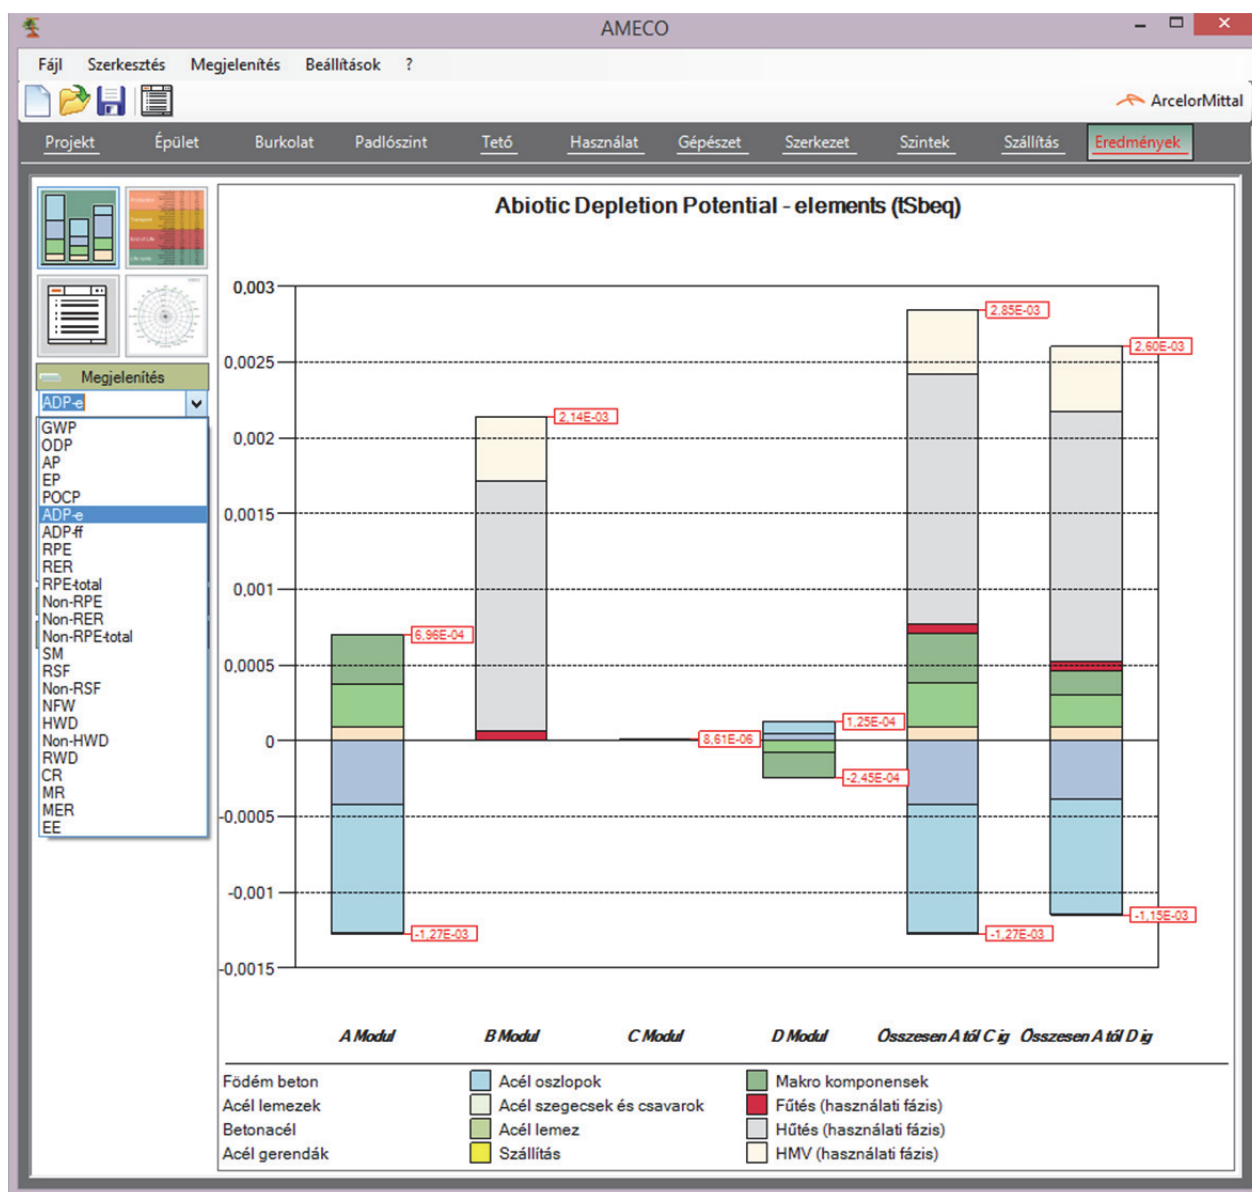 AMECO
Fájl Szerkesztés Megjelenítés Beállítások ?
ArcelorMittal
Projekt Épület Burkolat Padlószint Tető Használat Gépészet Szerkezet Szintek Szállítás Eredmények
Abiotic Depletion Potential - elements (tSbeq)
Megjelenítés
ADP-e
GWP
ODP
AP
EP
POCP
ADP-e
ADP-ff
RPE
RER
RPE-total
Non-RPE
Non-RER
Non-RPE-total
SM
RSF
Non-RSF
NFW
HWD
Non-HWD
RWD
CR
MR
MER
EE
0,003
0,0025
0,002
0,0015
0,001
0,0005
0
-0,0005
-0,001
-0,0015
6,96E-04
-1,27E-03
2,14E-03
8,61E-06
1,25E-04
-2,45E-04
2,85E-03
-1,27E-03
2,60E-03
-1,15E-03
A Modul B Modul C Modul D Modul Összesen A tól C ig Összesen A tól D ig
Födém beton Acél oszlopok Makro komponensek
Acél lemezek Acél szegecsek és csavarok Fűtés (használati fázis)
Betonacél Acél lemez Hűtés (használati fázis)
Acél gerendák Szállítás HMV (használati fázis)